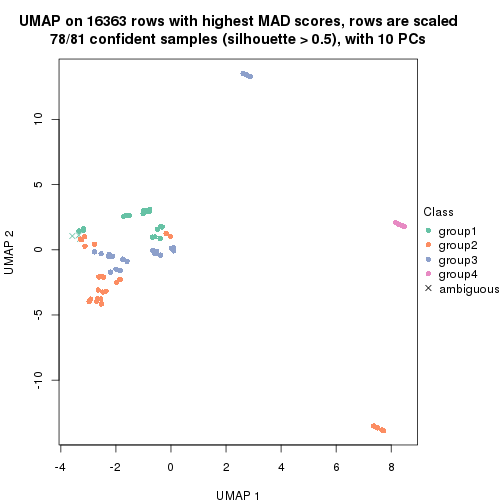 UMAP on 16363 rows with highest MAD scores, rows are scaled
78/81 confident samples (silhouette > 0.5), with 10 PCs
10
5
0
-5
-10
UMAP 2
-4
-2
0
2
4
6
8
UMAP 1
Class
group1
group2
group3
group4
ambiguous